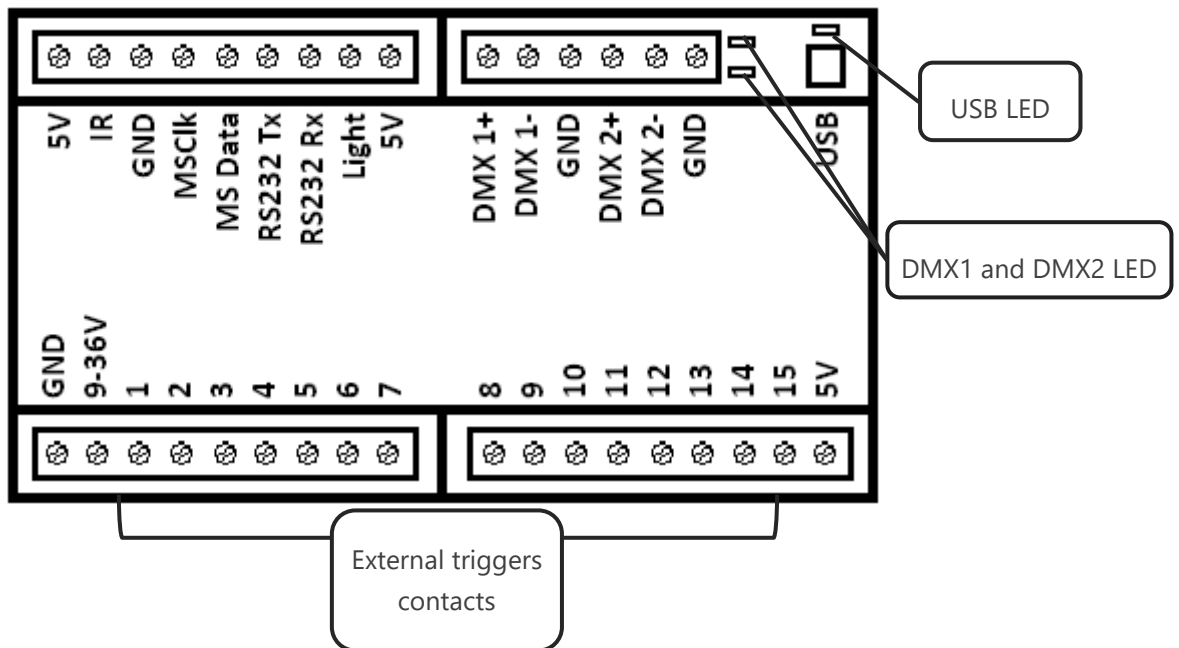 5V
IR
GND
MSClk
MS Data
RS232 Tx
RS232 Rx
Light
5V
DMX 1+
DMX 1-
GND
DMX 2+
DMX 2-
GND
USB
USB LED
DMX1 and DMX2 LED
GND
9-36V
1
2
3
4
5
6
7
8
9
10
11
12
13
14
15
5V
External triggers
contacts